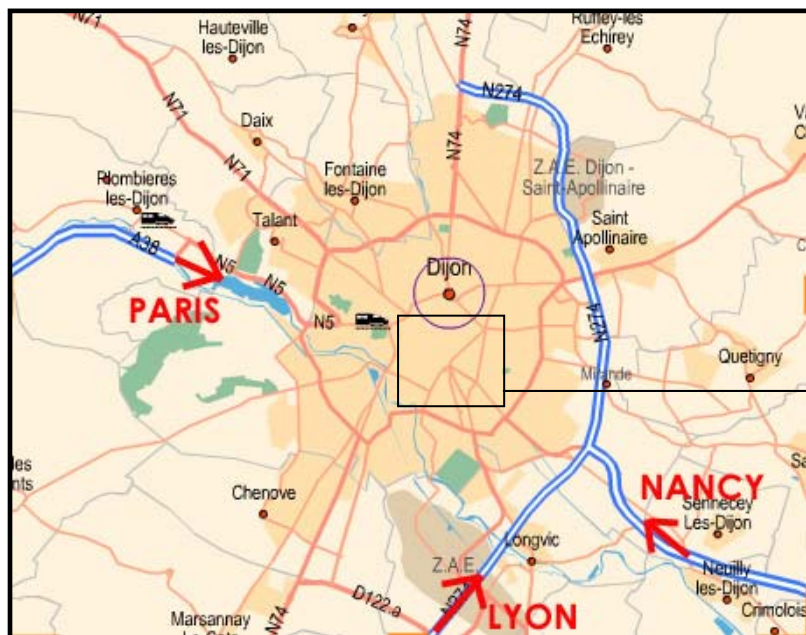 N71
Hauteville
les-Dijon
N74
Ruffey-les
Echirey
N274
N71
Daix
N74
Z.A.E. Dijon -
Saint-Apollinaire
N71
Fontaine
les-Dijon
Plombieres
les-Dijon
Talant
Saint
Apollinaire
A38
N5
N5
Dijon
PARIS
N5
N274
Mirande
Quetigny
NANCY
Sennecey
Les-Dijon
Chenove
Longvic
Z.A.E.
Neuilly
les-Dijon
D122.a
N274
LYON
Crimolois
Marsannay
N74